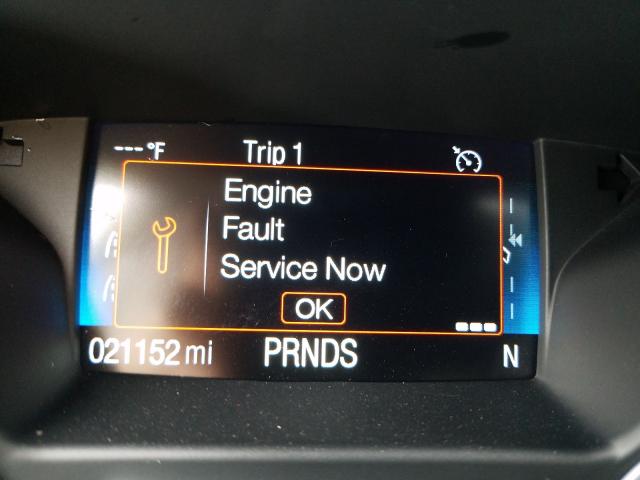 ---°F Trip 1
Engine
Fault
Service Now
OK
021152 mi PRNDS N